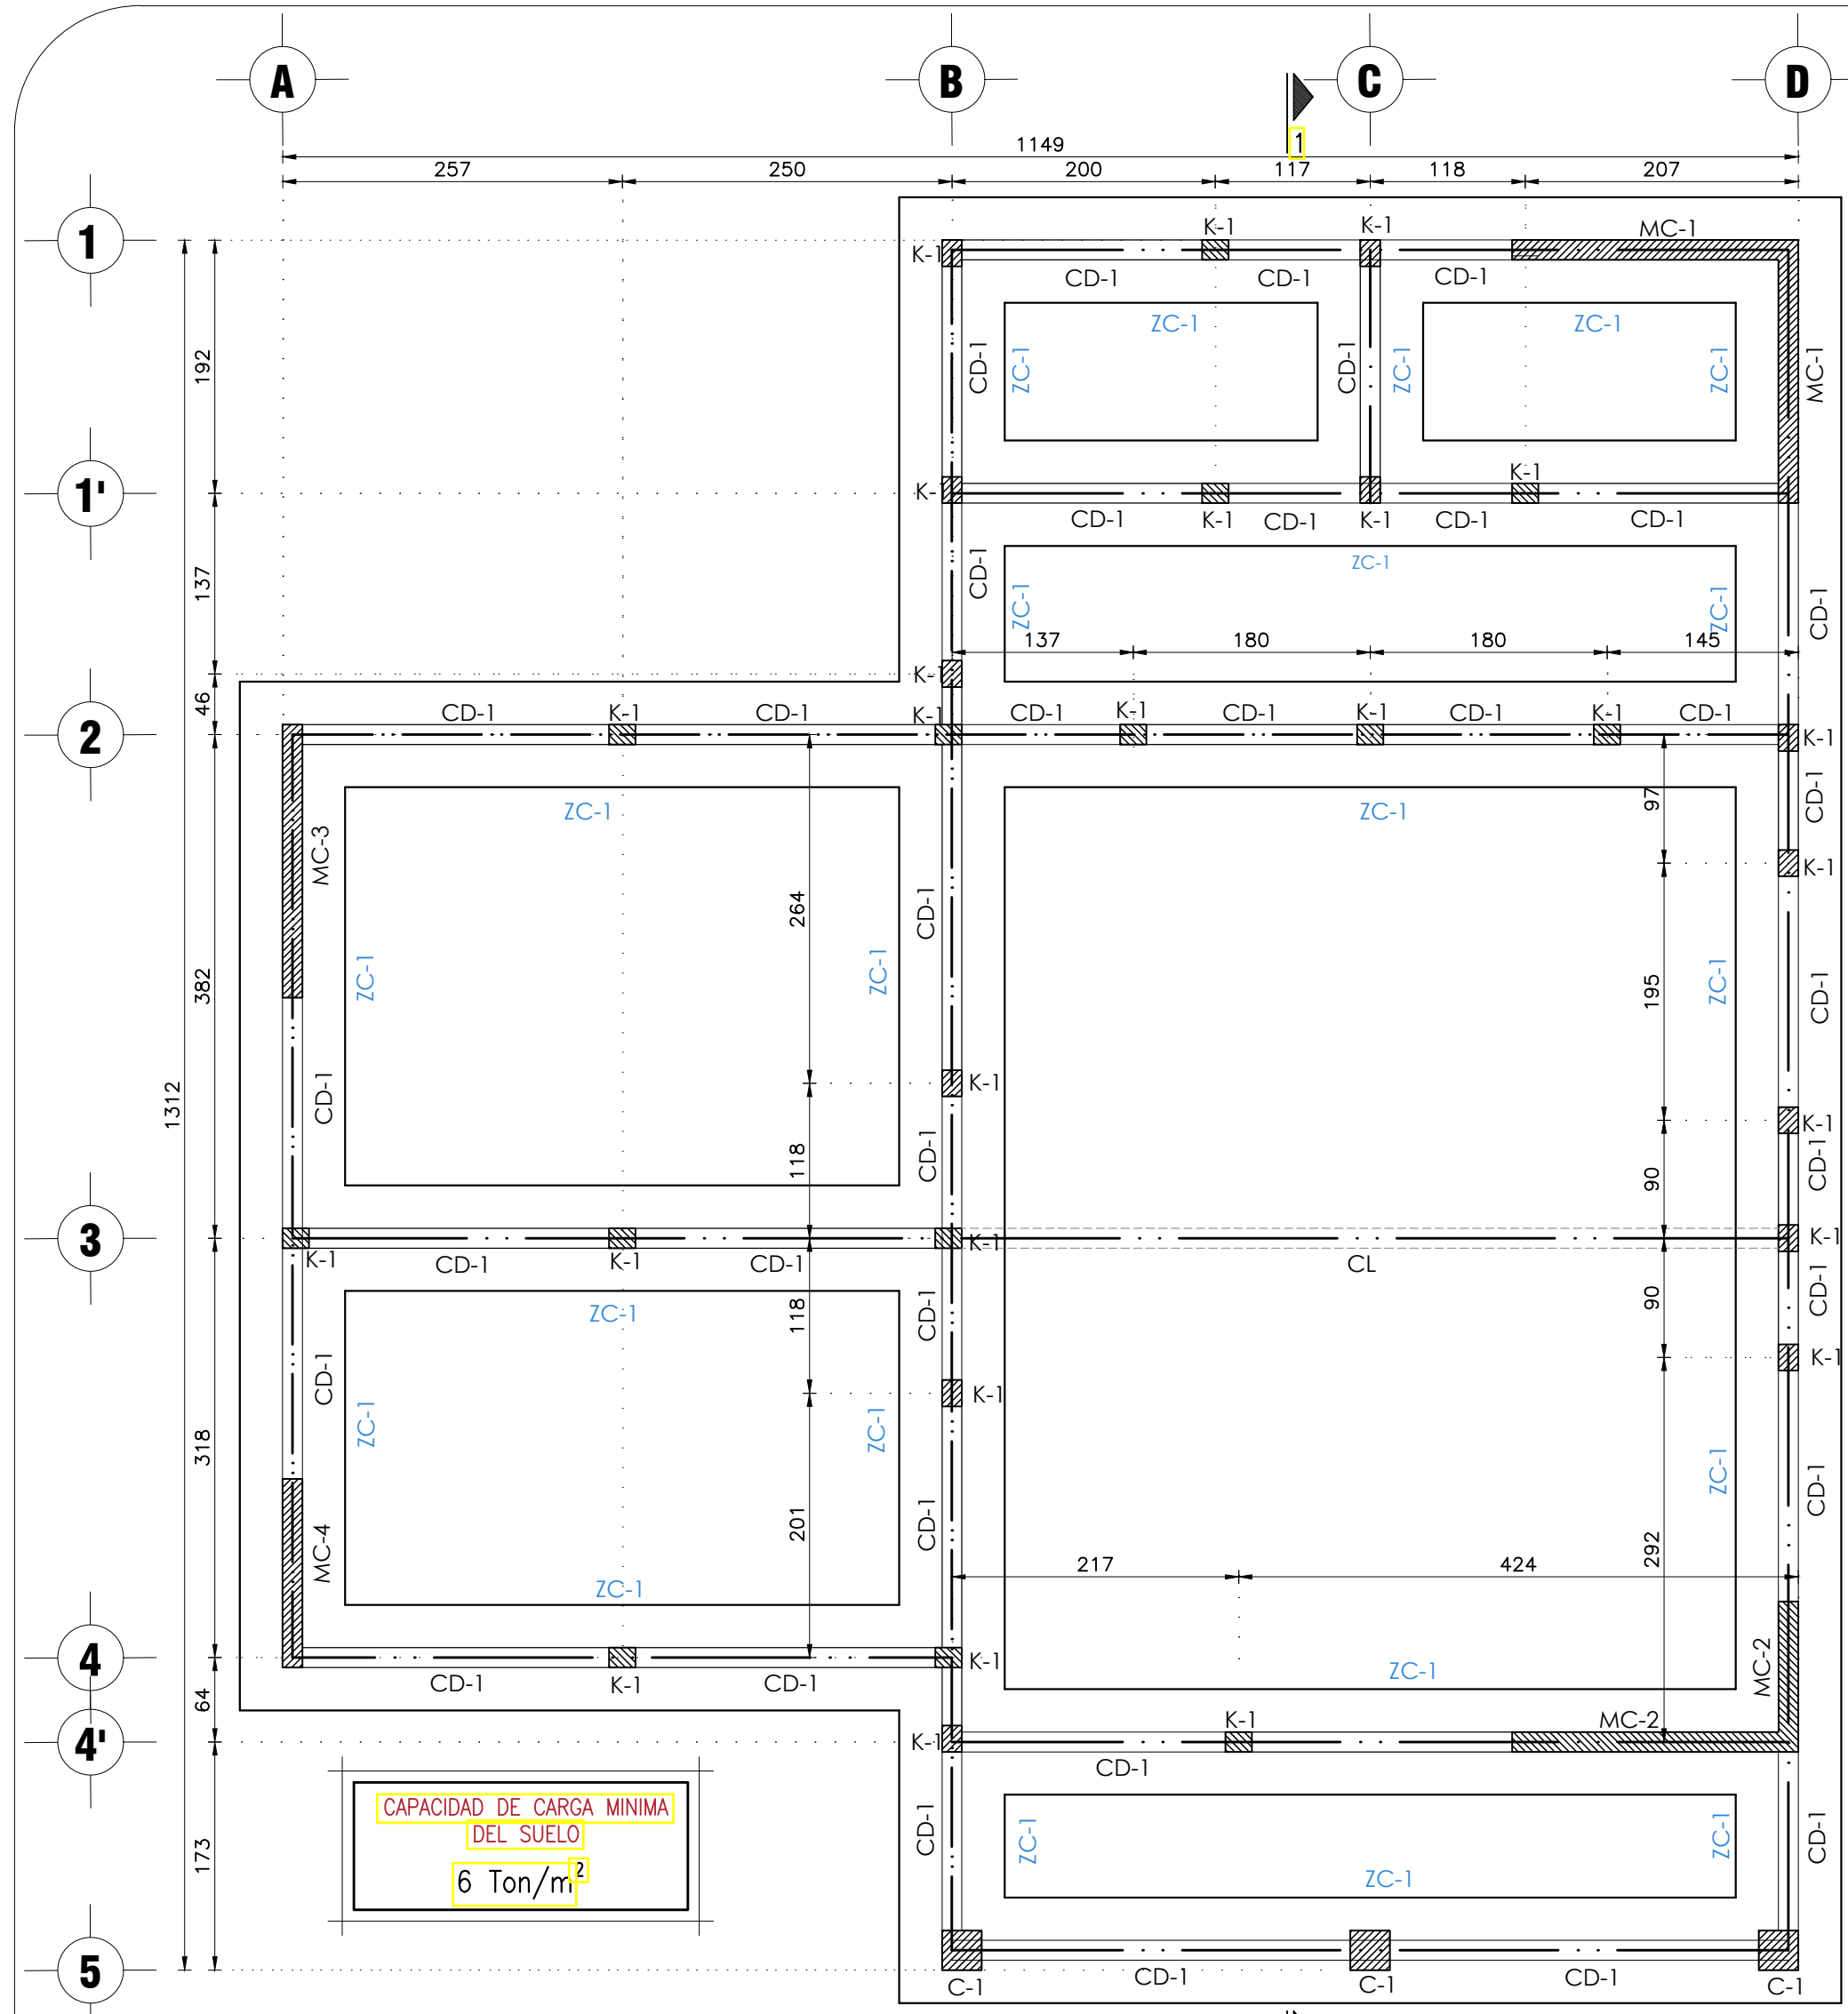 A B C D
1
1149
257 250 200 117 118 207
1
K-1 K-1 K-1 MC-1
CD-1 CD-1 CD-1
ZC-1 ZC-1
192 CD-1 ZC-1 CD-1 ZC-1 ZC-1 MC-1
K-1
1' K-1
CD-1 K-1 CD-1 K-1 CD-1 CD-1
ZC-1
137 CD-1 ZC-1 ZC-1 CD-1
137 180 180 145
K-1
46
CD-1 K-1 CD-1 K-1 CD-1 K-1 CD-1 K-1 CD-1 K-1 CD-1
2 K-1
97 CD-1
ZC-1 ZC-1
MC-3 K-1
264 CD-1
382 ZC-1 ZC-1 195 ZC-1 CD-1
1312 CD-1 K-1
K-1
118 CD-1 90 CD-1
3 K-1 K-1
K-1 CD-1 K-1 CD-1 CL
118 CD-1 90 CD-1
ZC-1
CD-1 K-1 K-1
318 ZC-1 ZC-1 ZC-1 CD-1
201 CD-1 292
MC-4 217 424
ZC-1
4 K-1 MC-2
CD-1 K-1 CD-1 ZC-1
64
K-1 MC-2
4' K-1
CD-1
CAPACIDAD DE CARGA MINIMA
DEL SUELO
6 Ton/m²
173 CD-1 ZC-1 ZC-1 CD-1
ZC-1
5
C-1 CD-1 C-1 CD-1 C-1